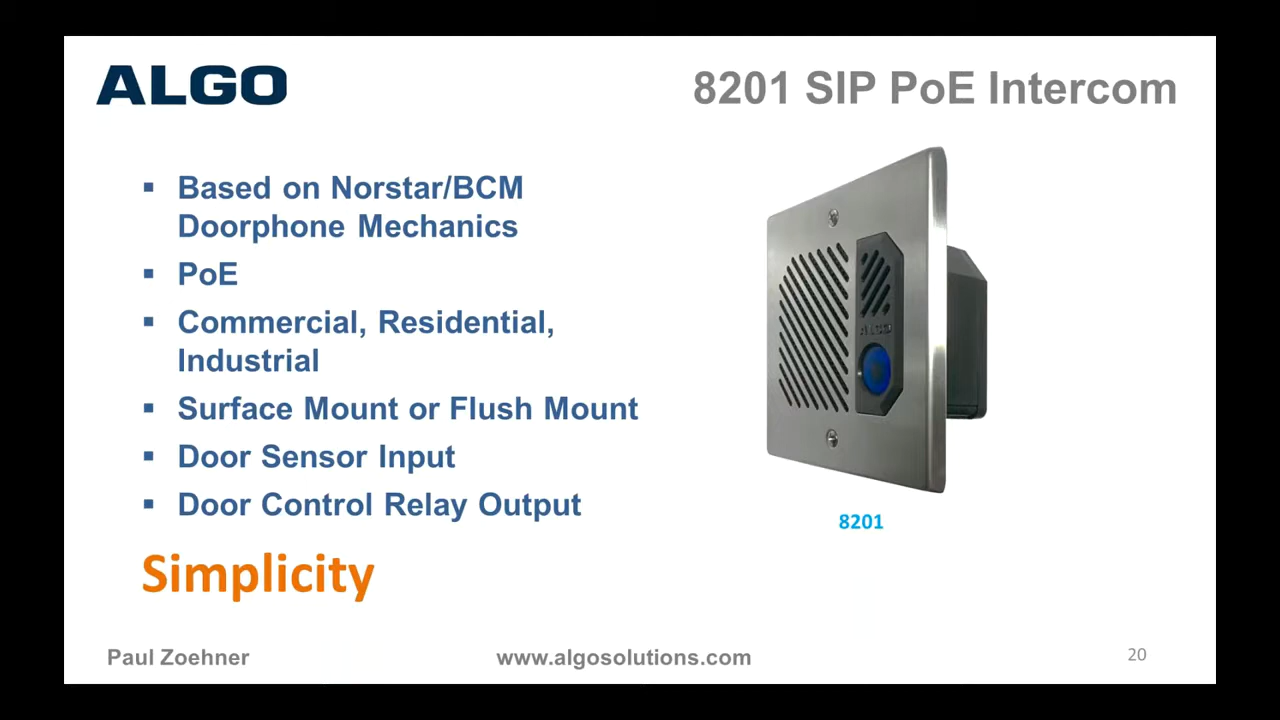 ALGO
8201 SIP PoE Intercom
▪ Based on Norstar/BCM
Doorphone Mechanics
▪ PoE
▪ Commercial, Residential,
Industrial
▪ Surface Mount or Flush Mount
▪ Door Sensor Input
▪ Door Control Relay Output
Simplicity
ALGO
8201
Paul Zoehner
www.algosolutions.com
20